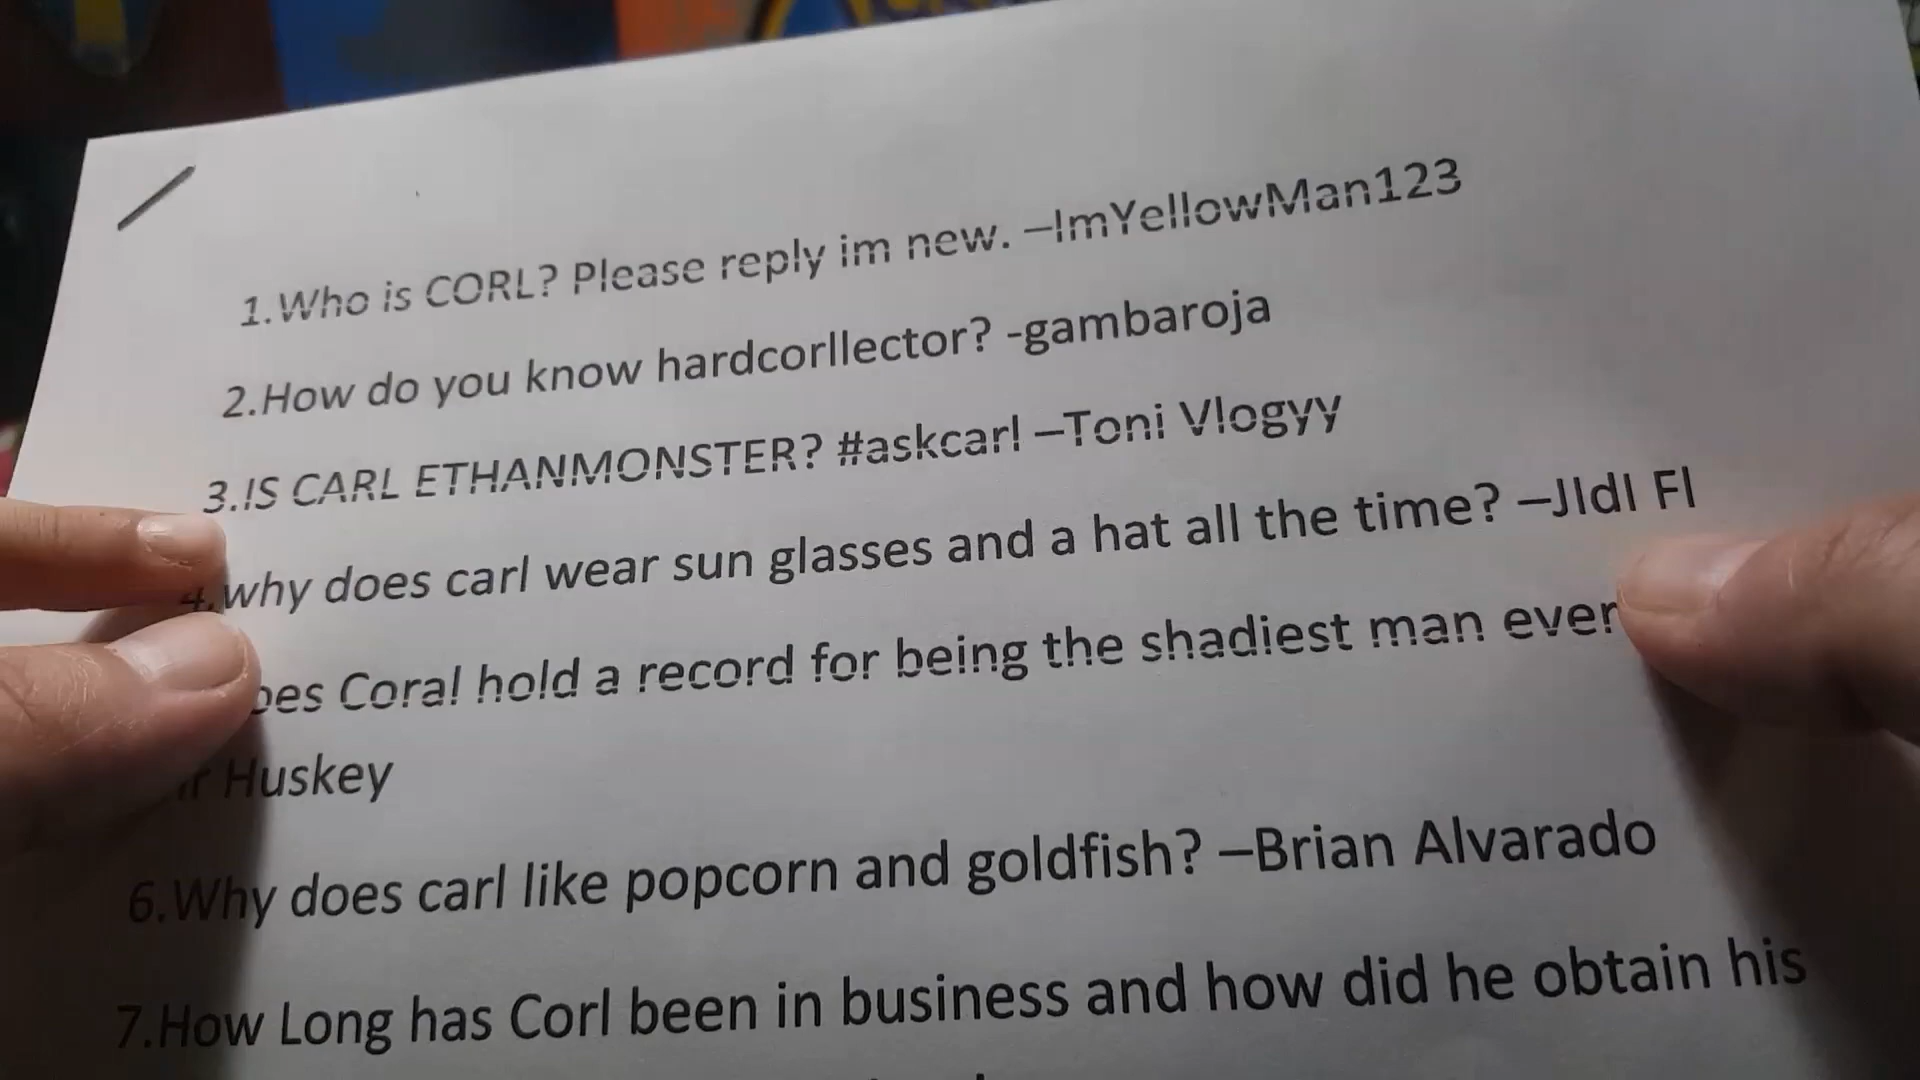 1.Who is CORL? Please reply im new. –ImYellowMan123
2.How do you know hardcorllector? -gambaroja
3.IS CARL ETHANMONSTER? #askcarl –Toni Vlogyy
4.why does carl wear sun glasses and a hat all the time? –JIdI Fl
Coral hold a record for being the shadiest man ever
Huskey
6.Why does carl like popcorn and goldfish? –Brian Alvarado
7.How Long has Corl been in business and how did he obtain his